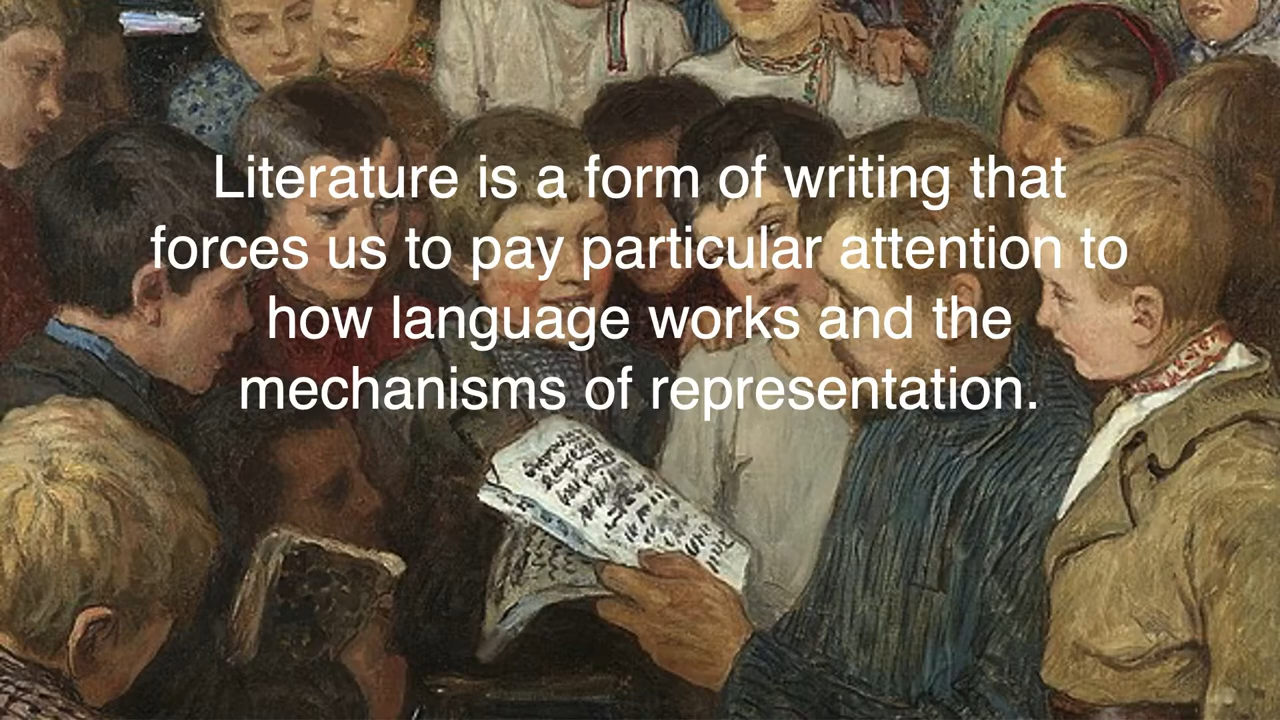 Literature is a form of writing that
forces us to pay particular attention to
how language works and the
mechanisms of representation.